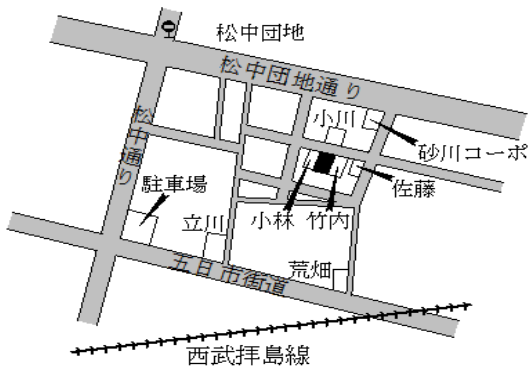 松中団地
松中団地通り
松中通り
小川
砂川コーポ
駐車場
立川
小林
竹内
佐藤
五日市街道
荒畑
西武拝島線